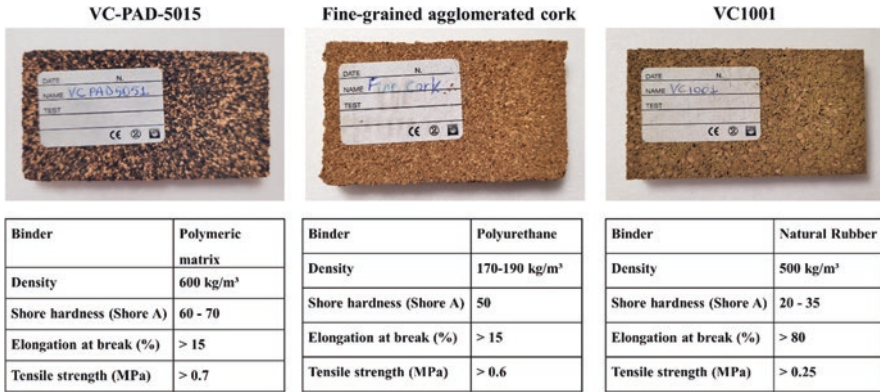 VC-PAD-5015
Fine-grained agglomerated cork
VC1001
DATE N.
NAME VCPAD5051
TEST
CE
DATE N.
NAME Fine cork
TEST
CE
DATE N.
NAME VC1001
TEST
CE
Binder Polymeric matrix
Density 600 kg/m³
Shore hardness (Shore A) 60 - 70
Elongation at break (%) > 15
Tensile strength (MPa) > 0.7
Binder Polyurethane
Density 170-190 kg/m³
Shore hardness (Shore A) 50
Elongation at break (%) > 15
Tensile strength (MPa) > 0.6
Binder Natural Rubber
Density 500 kg/m³
Shore hardness (Shore A) 20 - 35
Elongation at break (%) > 80
Tensile strength (MPa) > 0.25